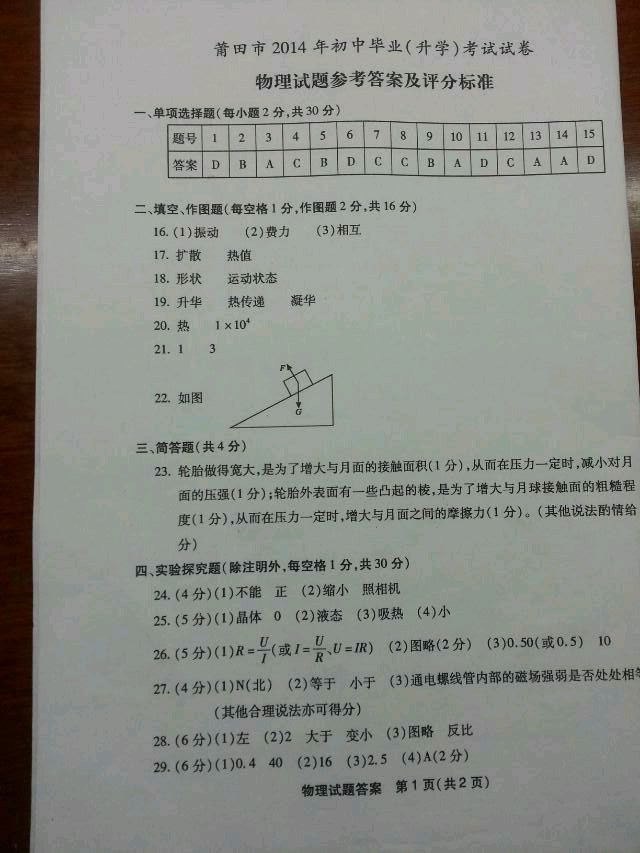 莆田市2014年初中毕业(升学)考试试卷
物理试题参考答案及评分标准
一、单项选择题(每小题2分,共30分)
题号 1 2 3 4 5 6 7 8 9 10 11 12 13 14 15
答案 D B A C B D C C B A D C A A D
二、填空、作图题(每空格1分,作图题2分,共16分)
16. (1)振动 (2)费力 (3)相互
17. 扩散 热值
18. 形状 运动状态
19. 升华 热传递 凝华
20. 热 1×10⁴
21. 1 3
22. 如图
F
G
三、简答题(共4分)
23. 轮胎做得宽大,是为了增大与月面的接触面积(1分),从而在压力一定时,减小对月
面的压强(1分);轮胎外表面有一些凸起的棱,是为了增大与月球接触面的粗糙程
度(1分),从而在压力一定时,增大与月面之间的摩擦力(1分)。(其他说法酌情给
分)
四、实验探究题(除注明外,每空格1分,共30分)
24. (4分)(1)不能 正 (2)缩小 照相机
25. (5分)(1)晶体 0 (2)液态 (3)吸热 (4)小
26. (5分)(1)R=U/I(或I=U/R、U=IR) (2)图略(2分) (3)0.50(或0.5) 10
27. (4分)(1)N(北) (2)等于 小于 (3)通电螺线管内部的磁场强弱是否处处相等
(其他合理说法亦可得分)
28. (6分)(1)左 (2)2 大于 变小 (3)图略 反比
29. (6分)(1)0.4 40 (2)16 (3)2.5 (4)A(2分)
物理试题答案 第1页(共2页)